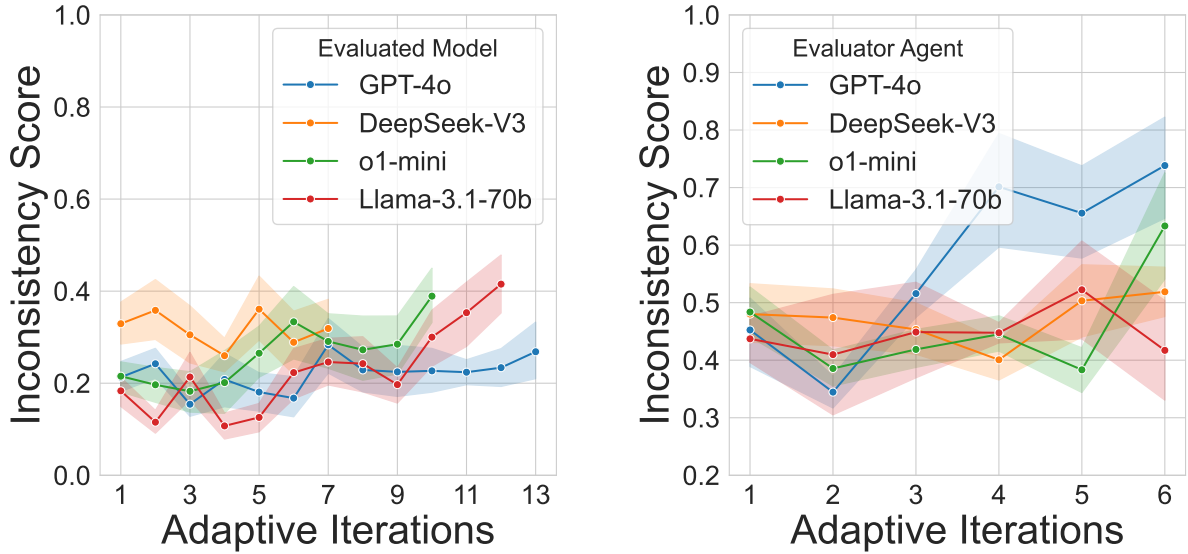 Inconsistency Score
1.0
0.8
0.6
0.4
0.2
0.0
Evaluated Model
GPT-4o
DeepSeek-V3
o1-mini
Llama-3.1-70b
1 3 5 7 9 11 13
Adaptive Iterations
Inconsistency Score
1.0
0.9
0.8
0.7
0.6
0.5
0.4
0.3
0.2
Evaluator Agent
GPT-4o
DeepSeek-V3
o1-mini
Llama-3.1-70b
1 2 3 4 5 6
Adaptive Iterations